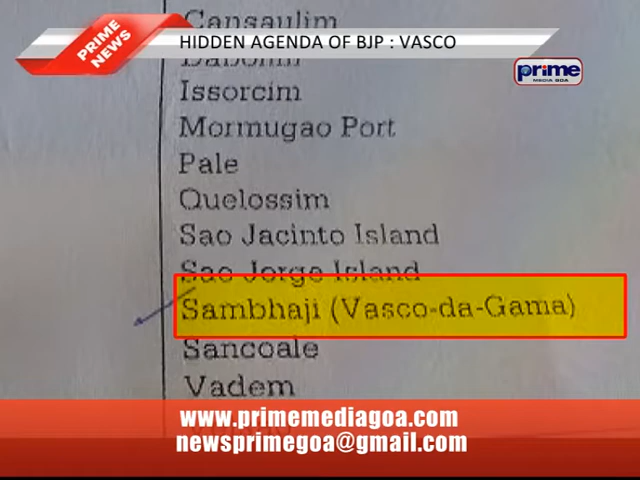 Cansaulim
PRIME NEWS
HIDDEN AGENDA OF BJP : VASCO
Dabolim
prime
MEDIA GOA
Issorcim
Mormugao Port
Pale
Quelossim
Sao Jacinto Island
Sao Jorge Island
Sambhaji (Vasco-da-Gama)
Sancoale
Vadem
www.primemediagoa.com
newsprimegoa@gmail.com